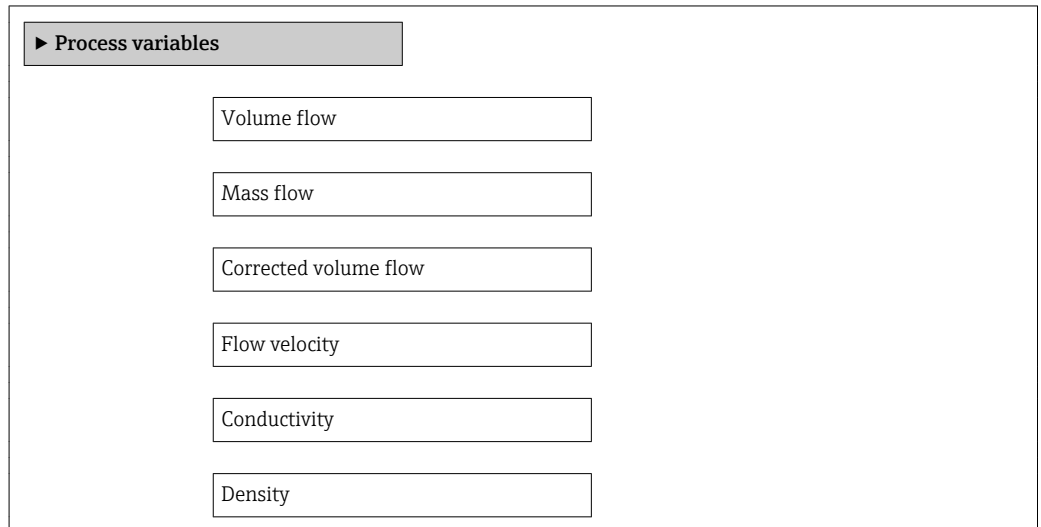 ▶ Process variables
Volume flow
Mass flow
Corrected volume flow
Flow velocity
Conductivity
Density